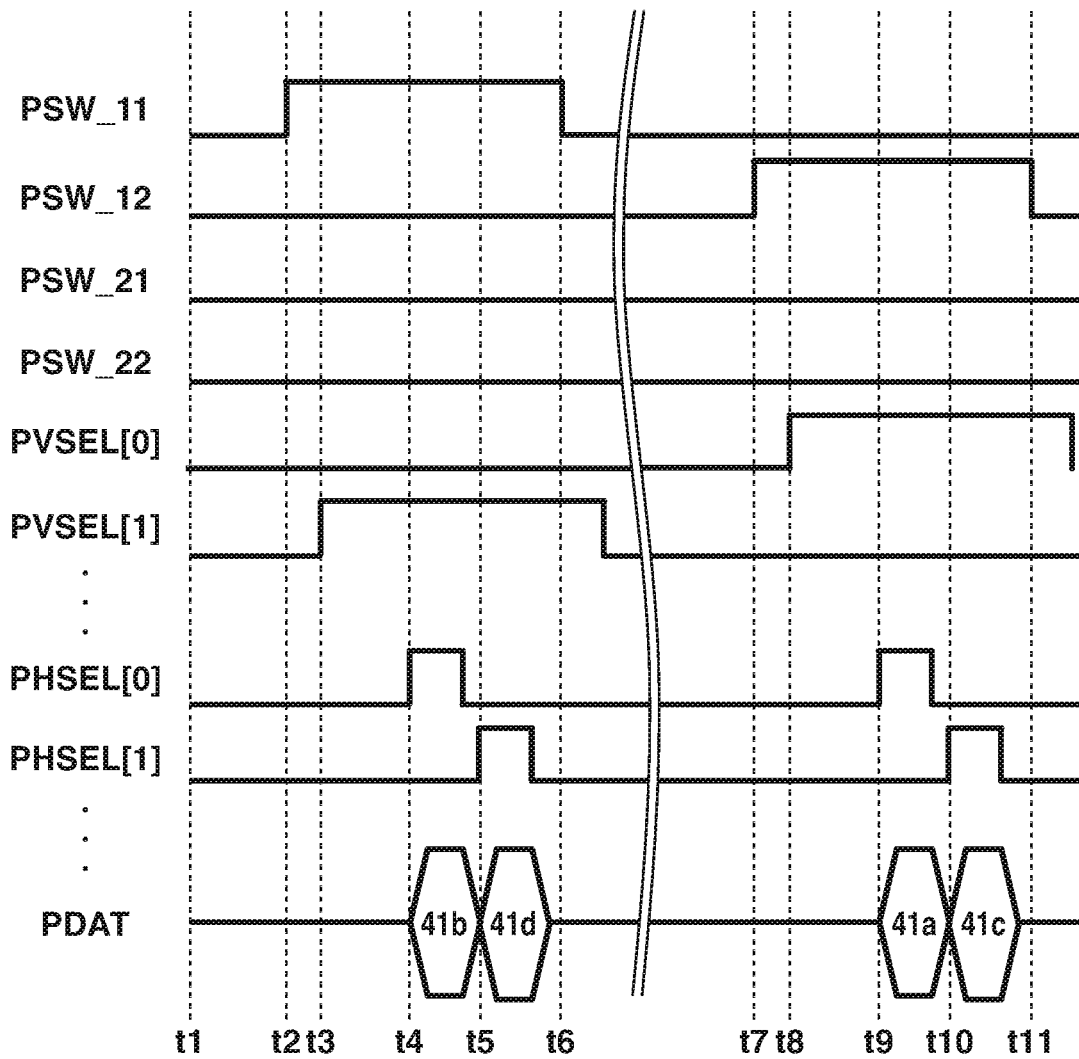 PSW_11
PSW_12
PSW_21
PSW_22
PVSEL[0]
PVSEL[1]
PHSEL[0]
PHSEL[1]
PDAT 41b 41d 41a 41c
t1 t2 t3 t4 t5 t6 t7 t8 t9 t10 t11